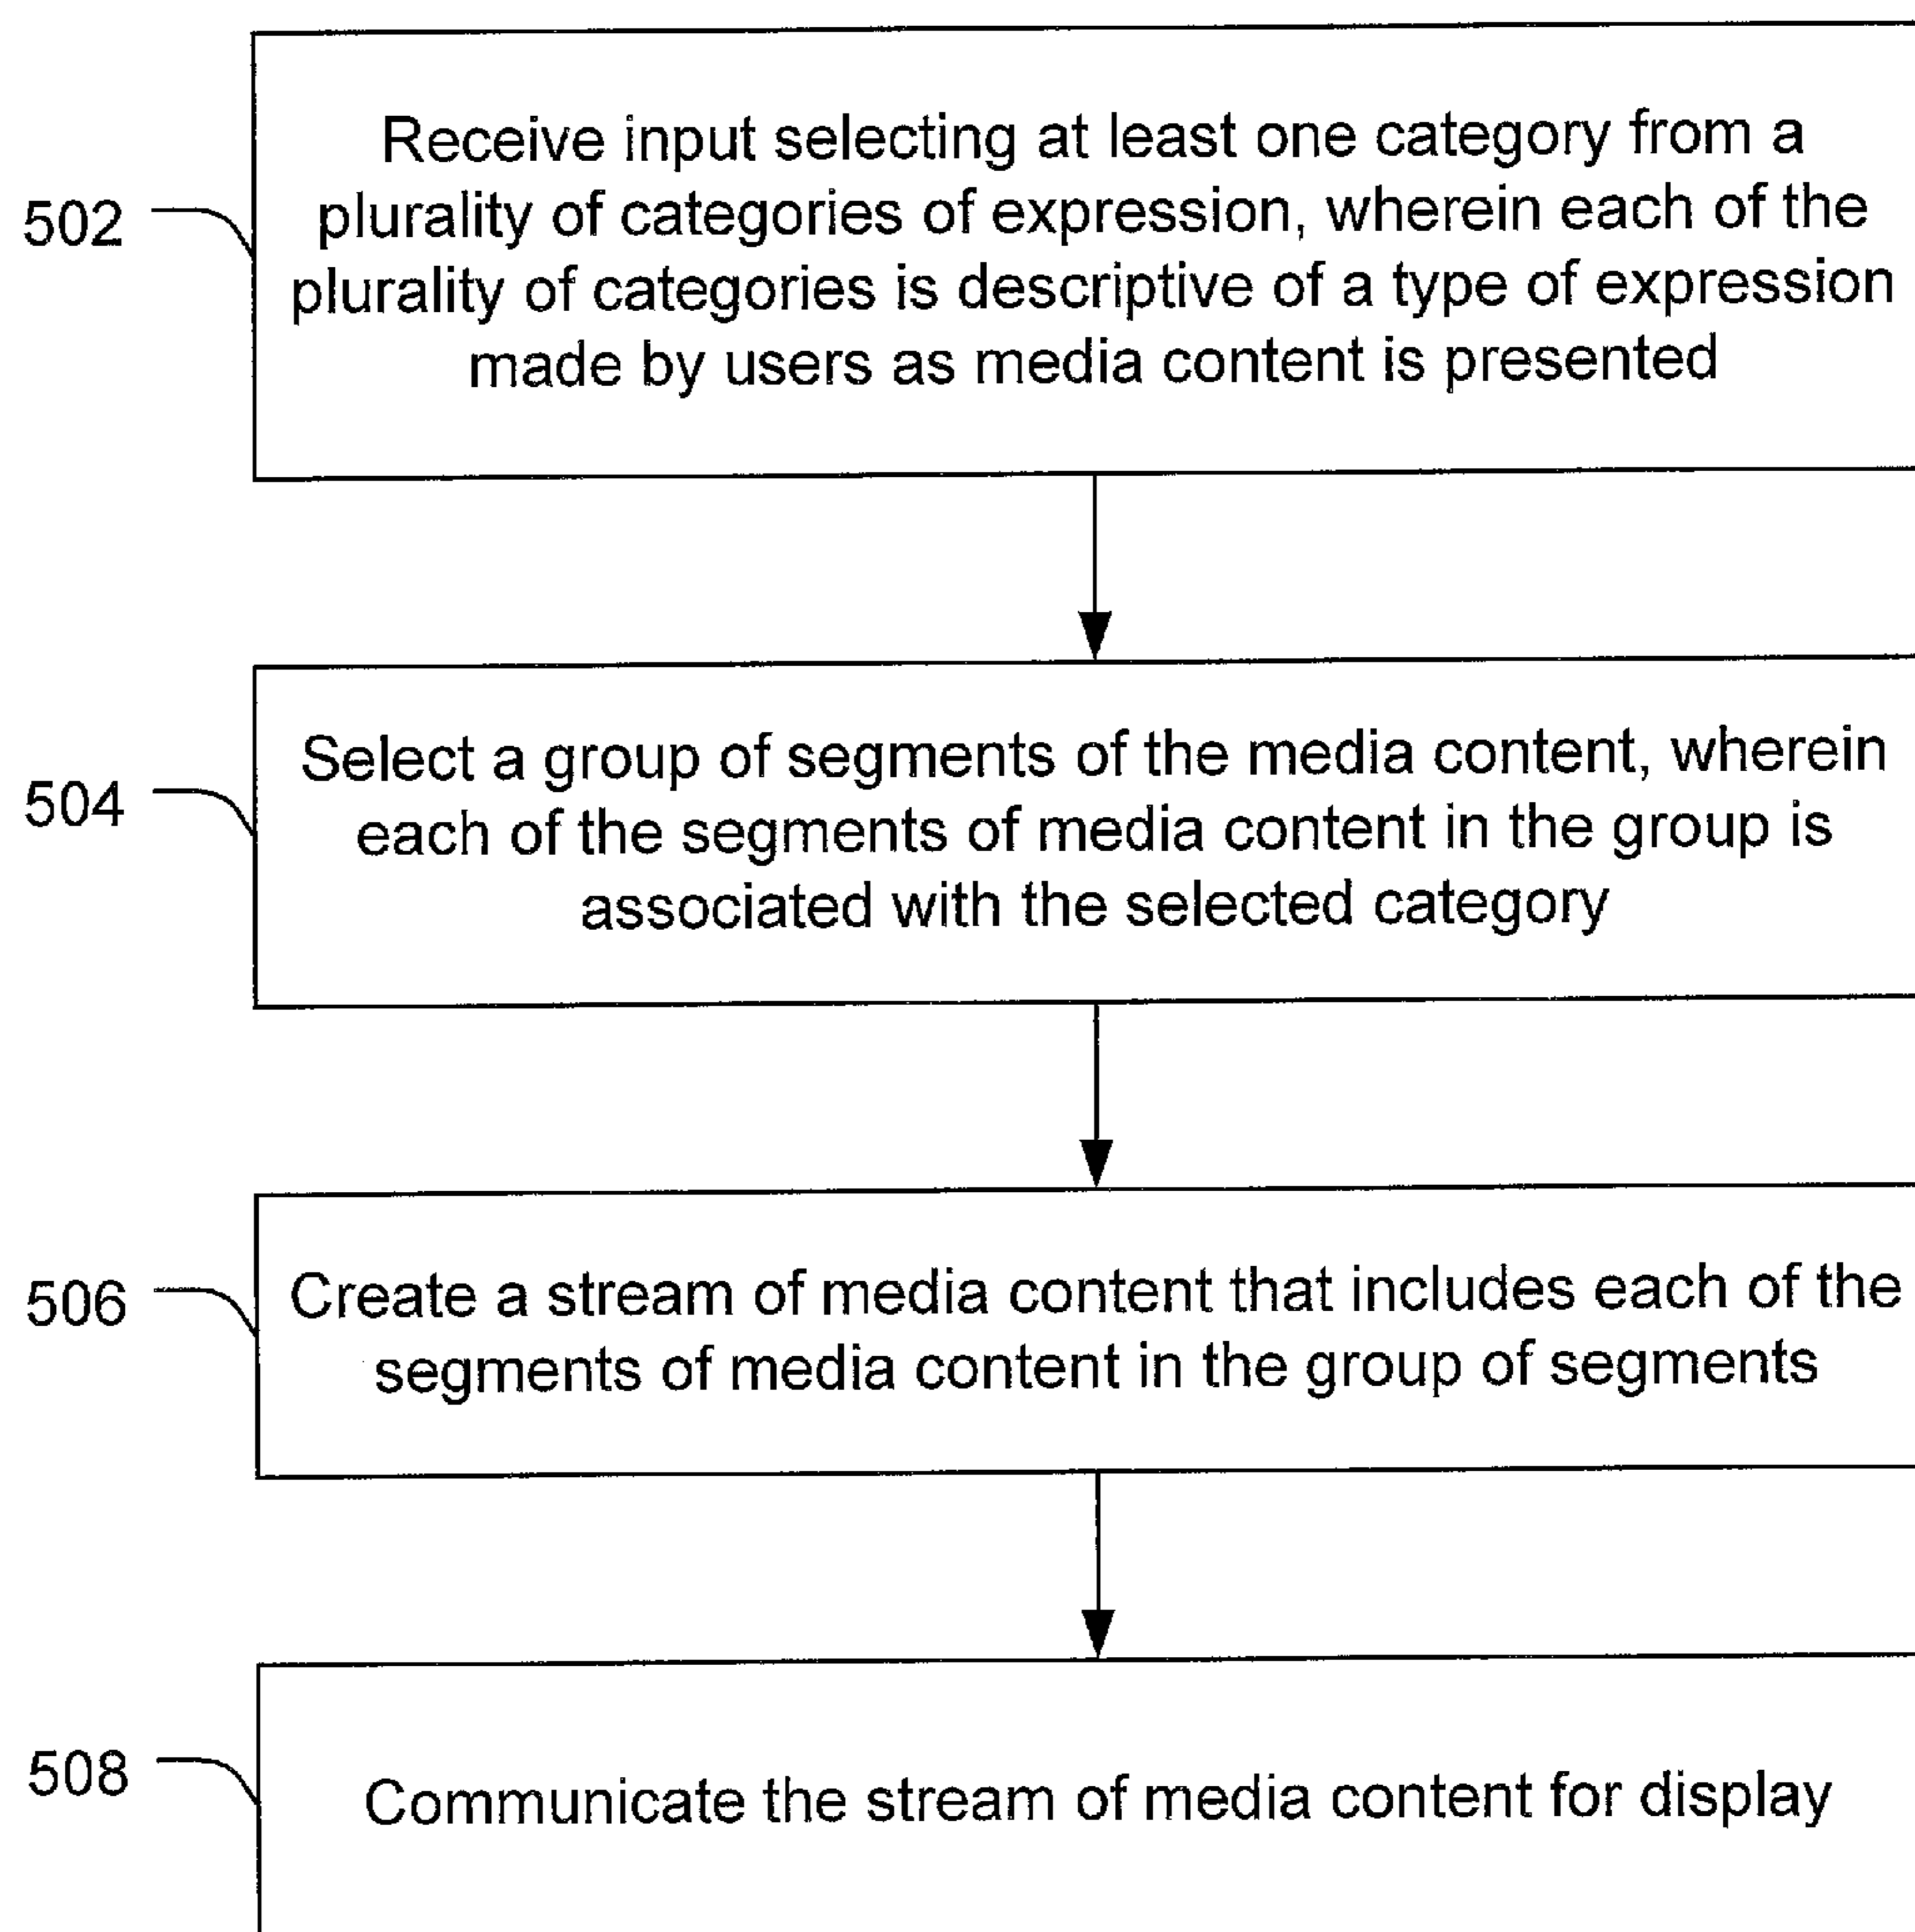 Receive input selecting at least one category from a
502
plurality of categories of expression, wherein each of the
plurality of categories is descriptive of a type of expression
made by users as media content is presented
Select a group of segments of the media content, wherein
504
each of the segments of media content in the group is
associated with the selected category
506
Create a stream of media content that includes each of the
segments of media content in the group of segments
508
Communicate the stream of media content for display